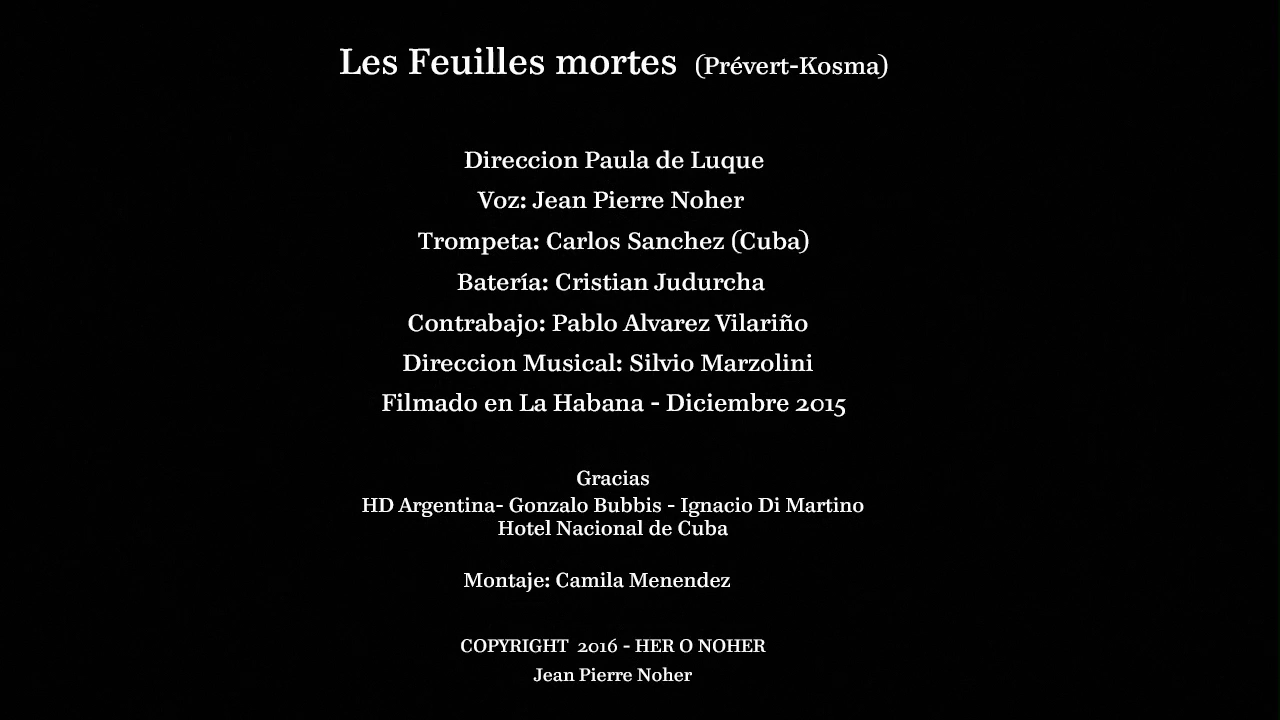 Les Feuilles mortes (Prévert-Kosma)
Direccion Paula de Luque
Voz: Jean Pierre Noher
Trompeta: Carlos Sanchez (Cuba)
Batería: Cristian Judurcha
Contrabajo: Pablo Alvarez Vilariño
Direccion Musical: Silvio Marzolini
Filmado en La Habana - Diciembre 2015
Gracias
HD Argentina- Gonzalo Bubbis - Ignacio Di Martino
Hotel Nacional de Cuba
Montaje: Camila Menendez
COPYRIGHT 2016 - HER O NOHER
Jean Pierre Noher